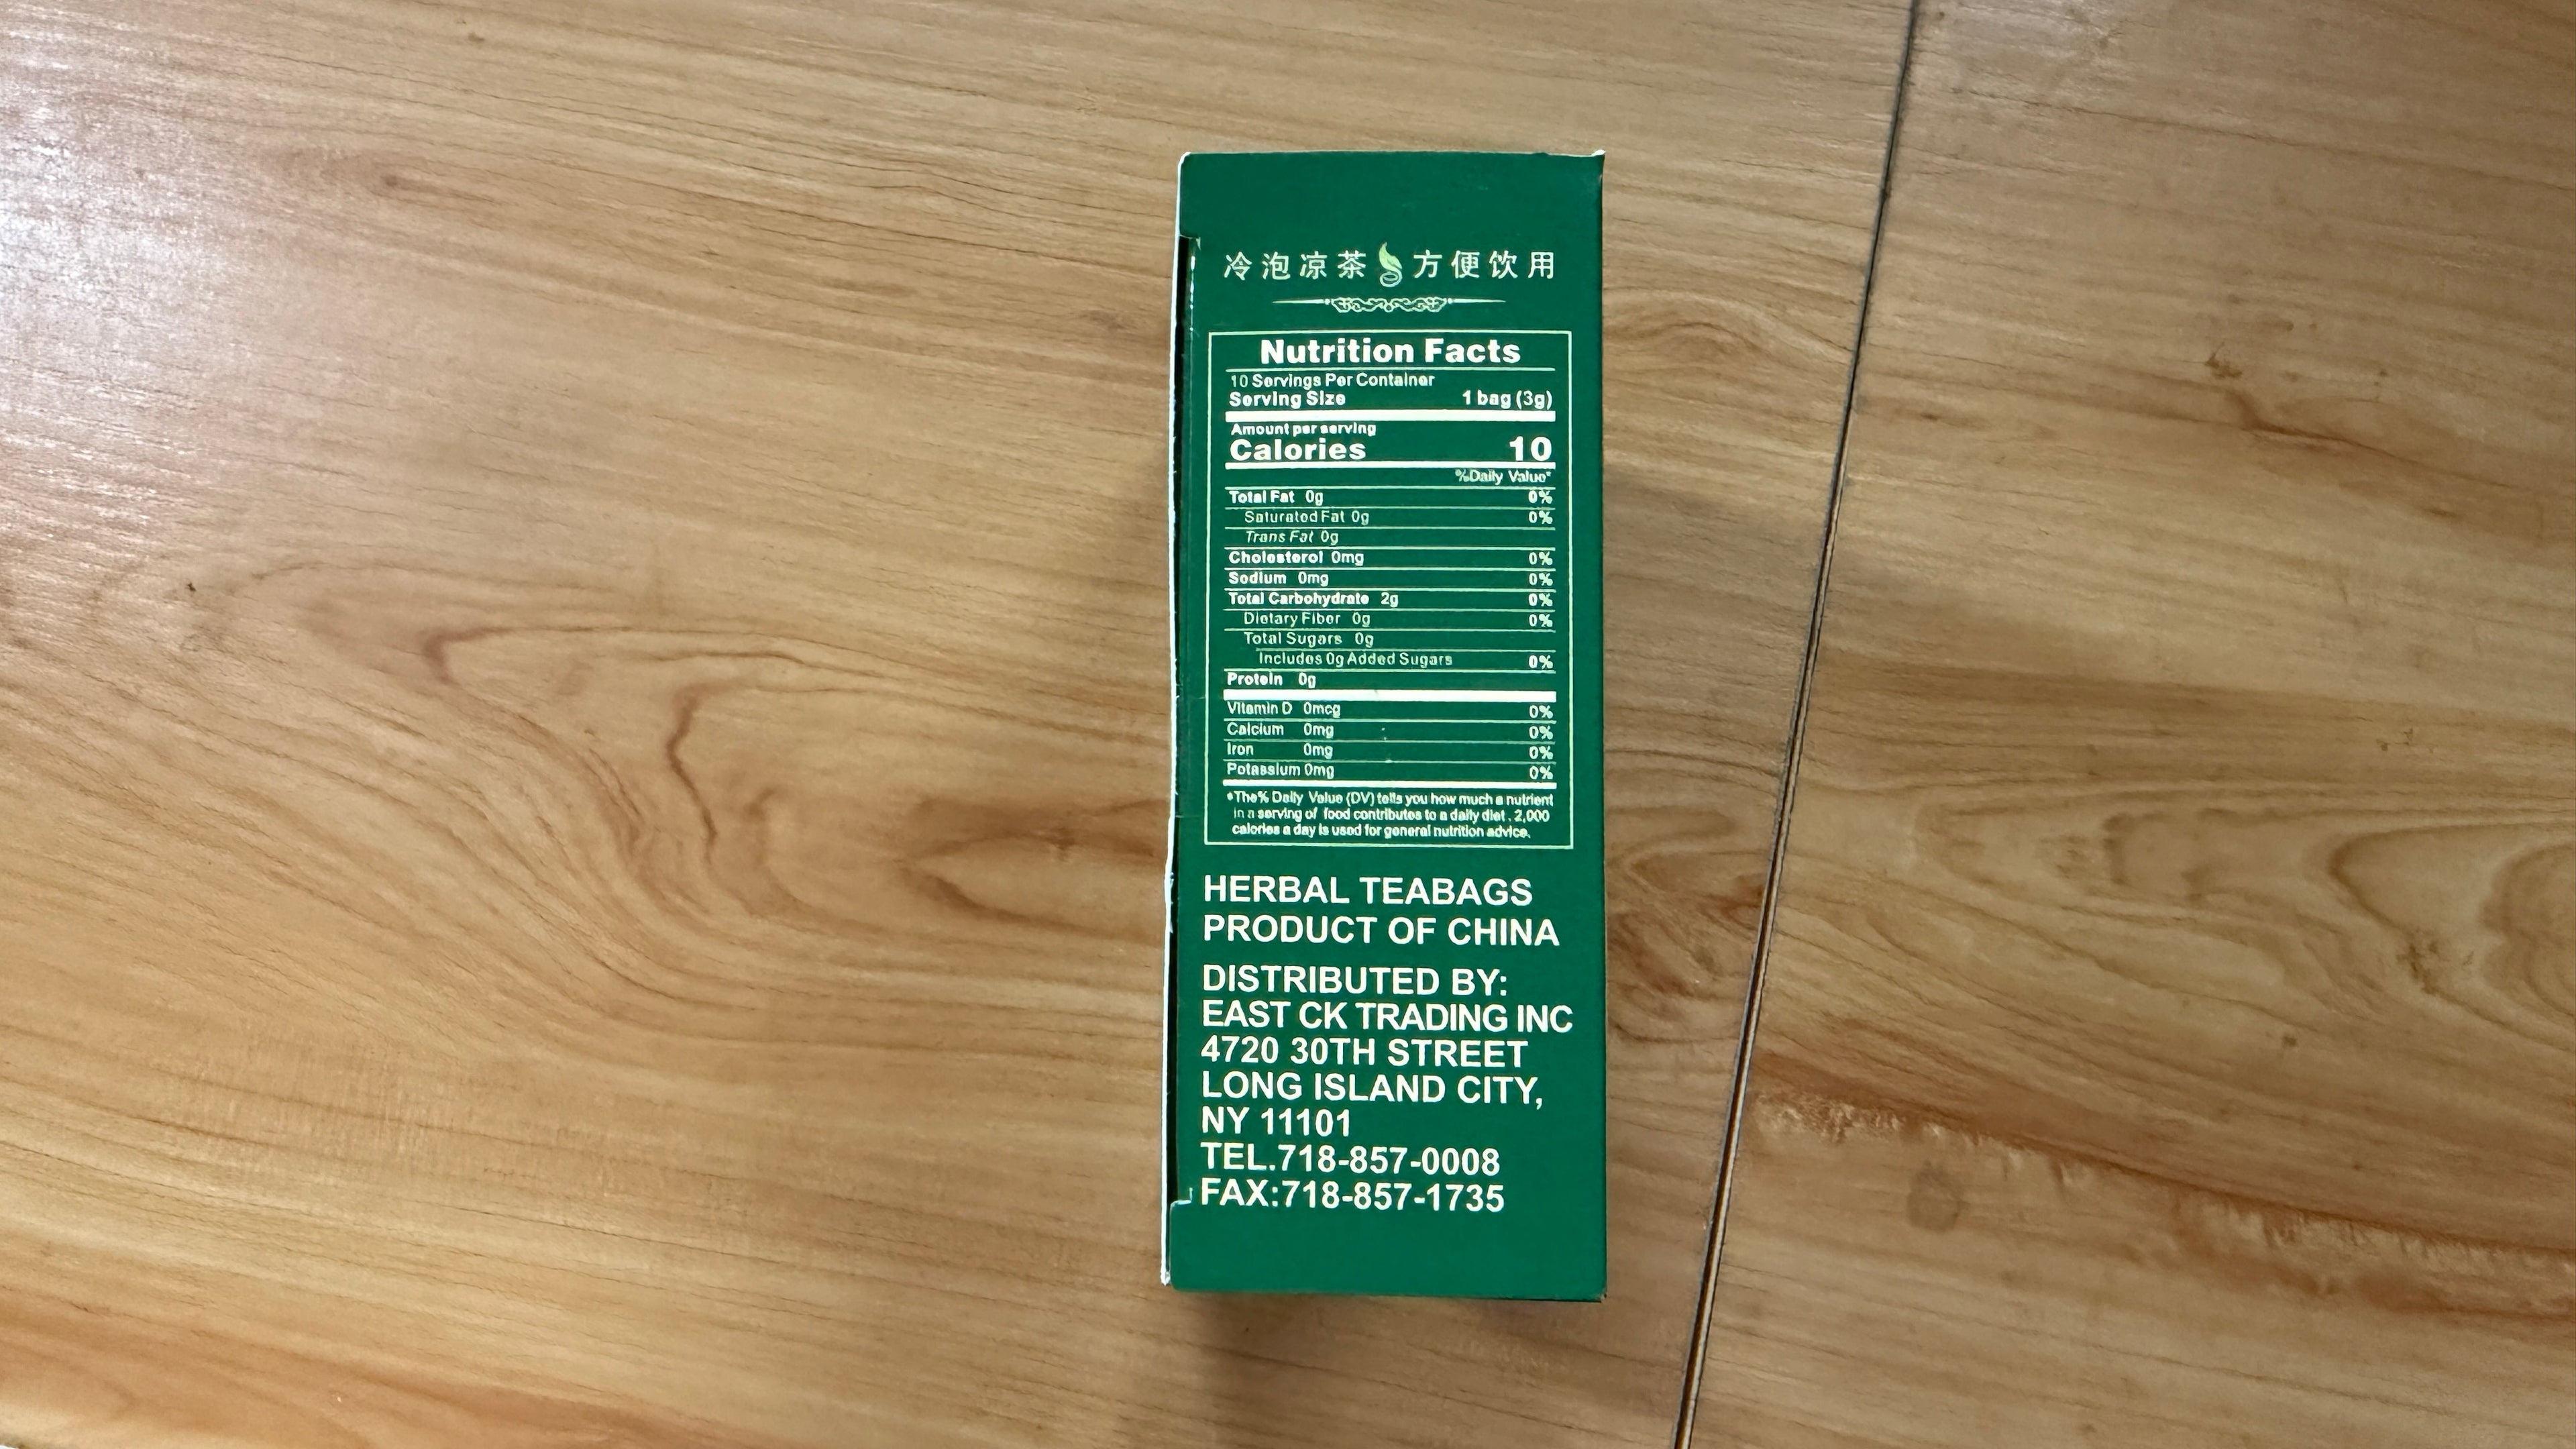 冷泡凉茶 方便饮用
Nutrition Facts
10 Servings Per Container
Serving Size 1 bag (3g)
Amount per serving
Calories 10
%Daily Value*
Total Fat 0g 0%
Saturated Fat 0g 0%
Trans Fat 0g
Cholesterol 0mg 0%
Sodium 0mg 0%
Total Carbohydrate 2g 0%
Dietary Fiber 0g 0%
Total Sugars 0g
Includes 0g Added Sugars 0%
Protein 0g
Vitamin D 0mcg 0%
Calcium 0mg 0%
Iron 0mg 0%
Potassium 0mg 0%
*The% Daily Value (DV) tells you how much a nutrient
in a serving of food contributes to a daily diet . 2,000
calories a day is used for general nutrition advice.
HERBAL TEABAGS
PRODUCT OF CHINA
DISTRIBUTED BY:
EAST CK TRADING INC
4720 30TH STREET
LONG ISLAND CITY,
NY 11101
TEL.718-857-0008
FAX:718-857-1735